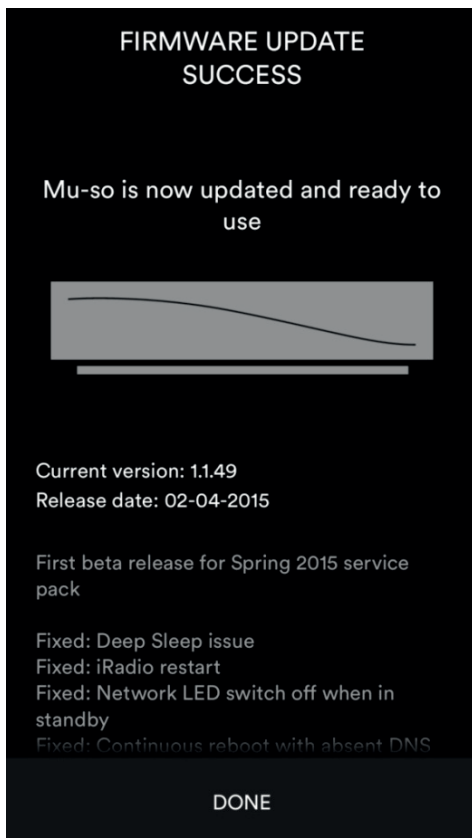 FIRMWARE UPDATE
SUCCESS
Mu-so is now updated and ready to
use
Current version: 1.1.49
Release date: 02-04-2015
First beta release for Spring 2015 service
pack
Fixed: Deep Sleep issue
Fixed: iRadio restart
Fixed: Network LED switch off when in
standby
Fixed: Continuous reboot with absent DNS
DONE